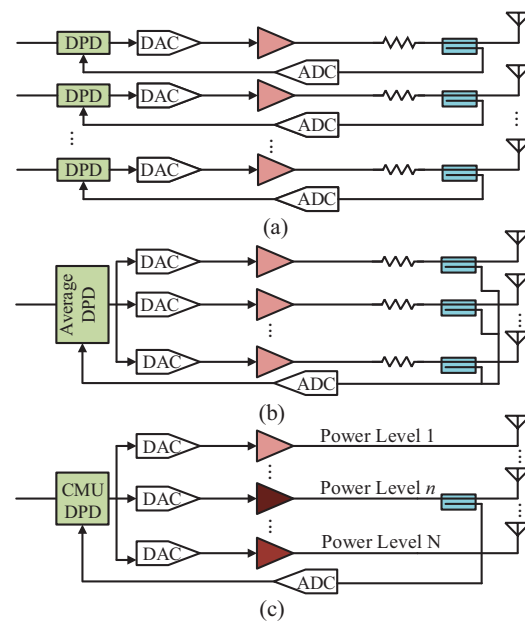 DPD DAC
ADC
DPD DAC
ADC
DPD DAC
ADC
(a)
DAC
Average DPD
DAC
DAC
ADC
(b)
DAC Power Level 1
CMU DPD
DAC Power Level n
DAC Power Level N
ADC
(c)